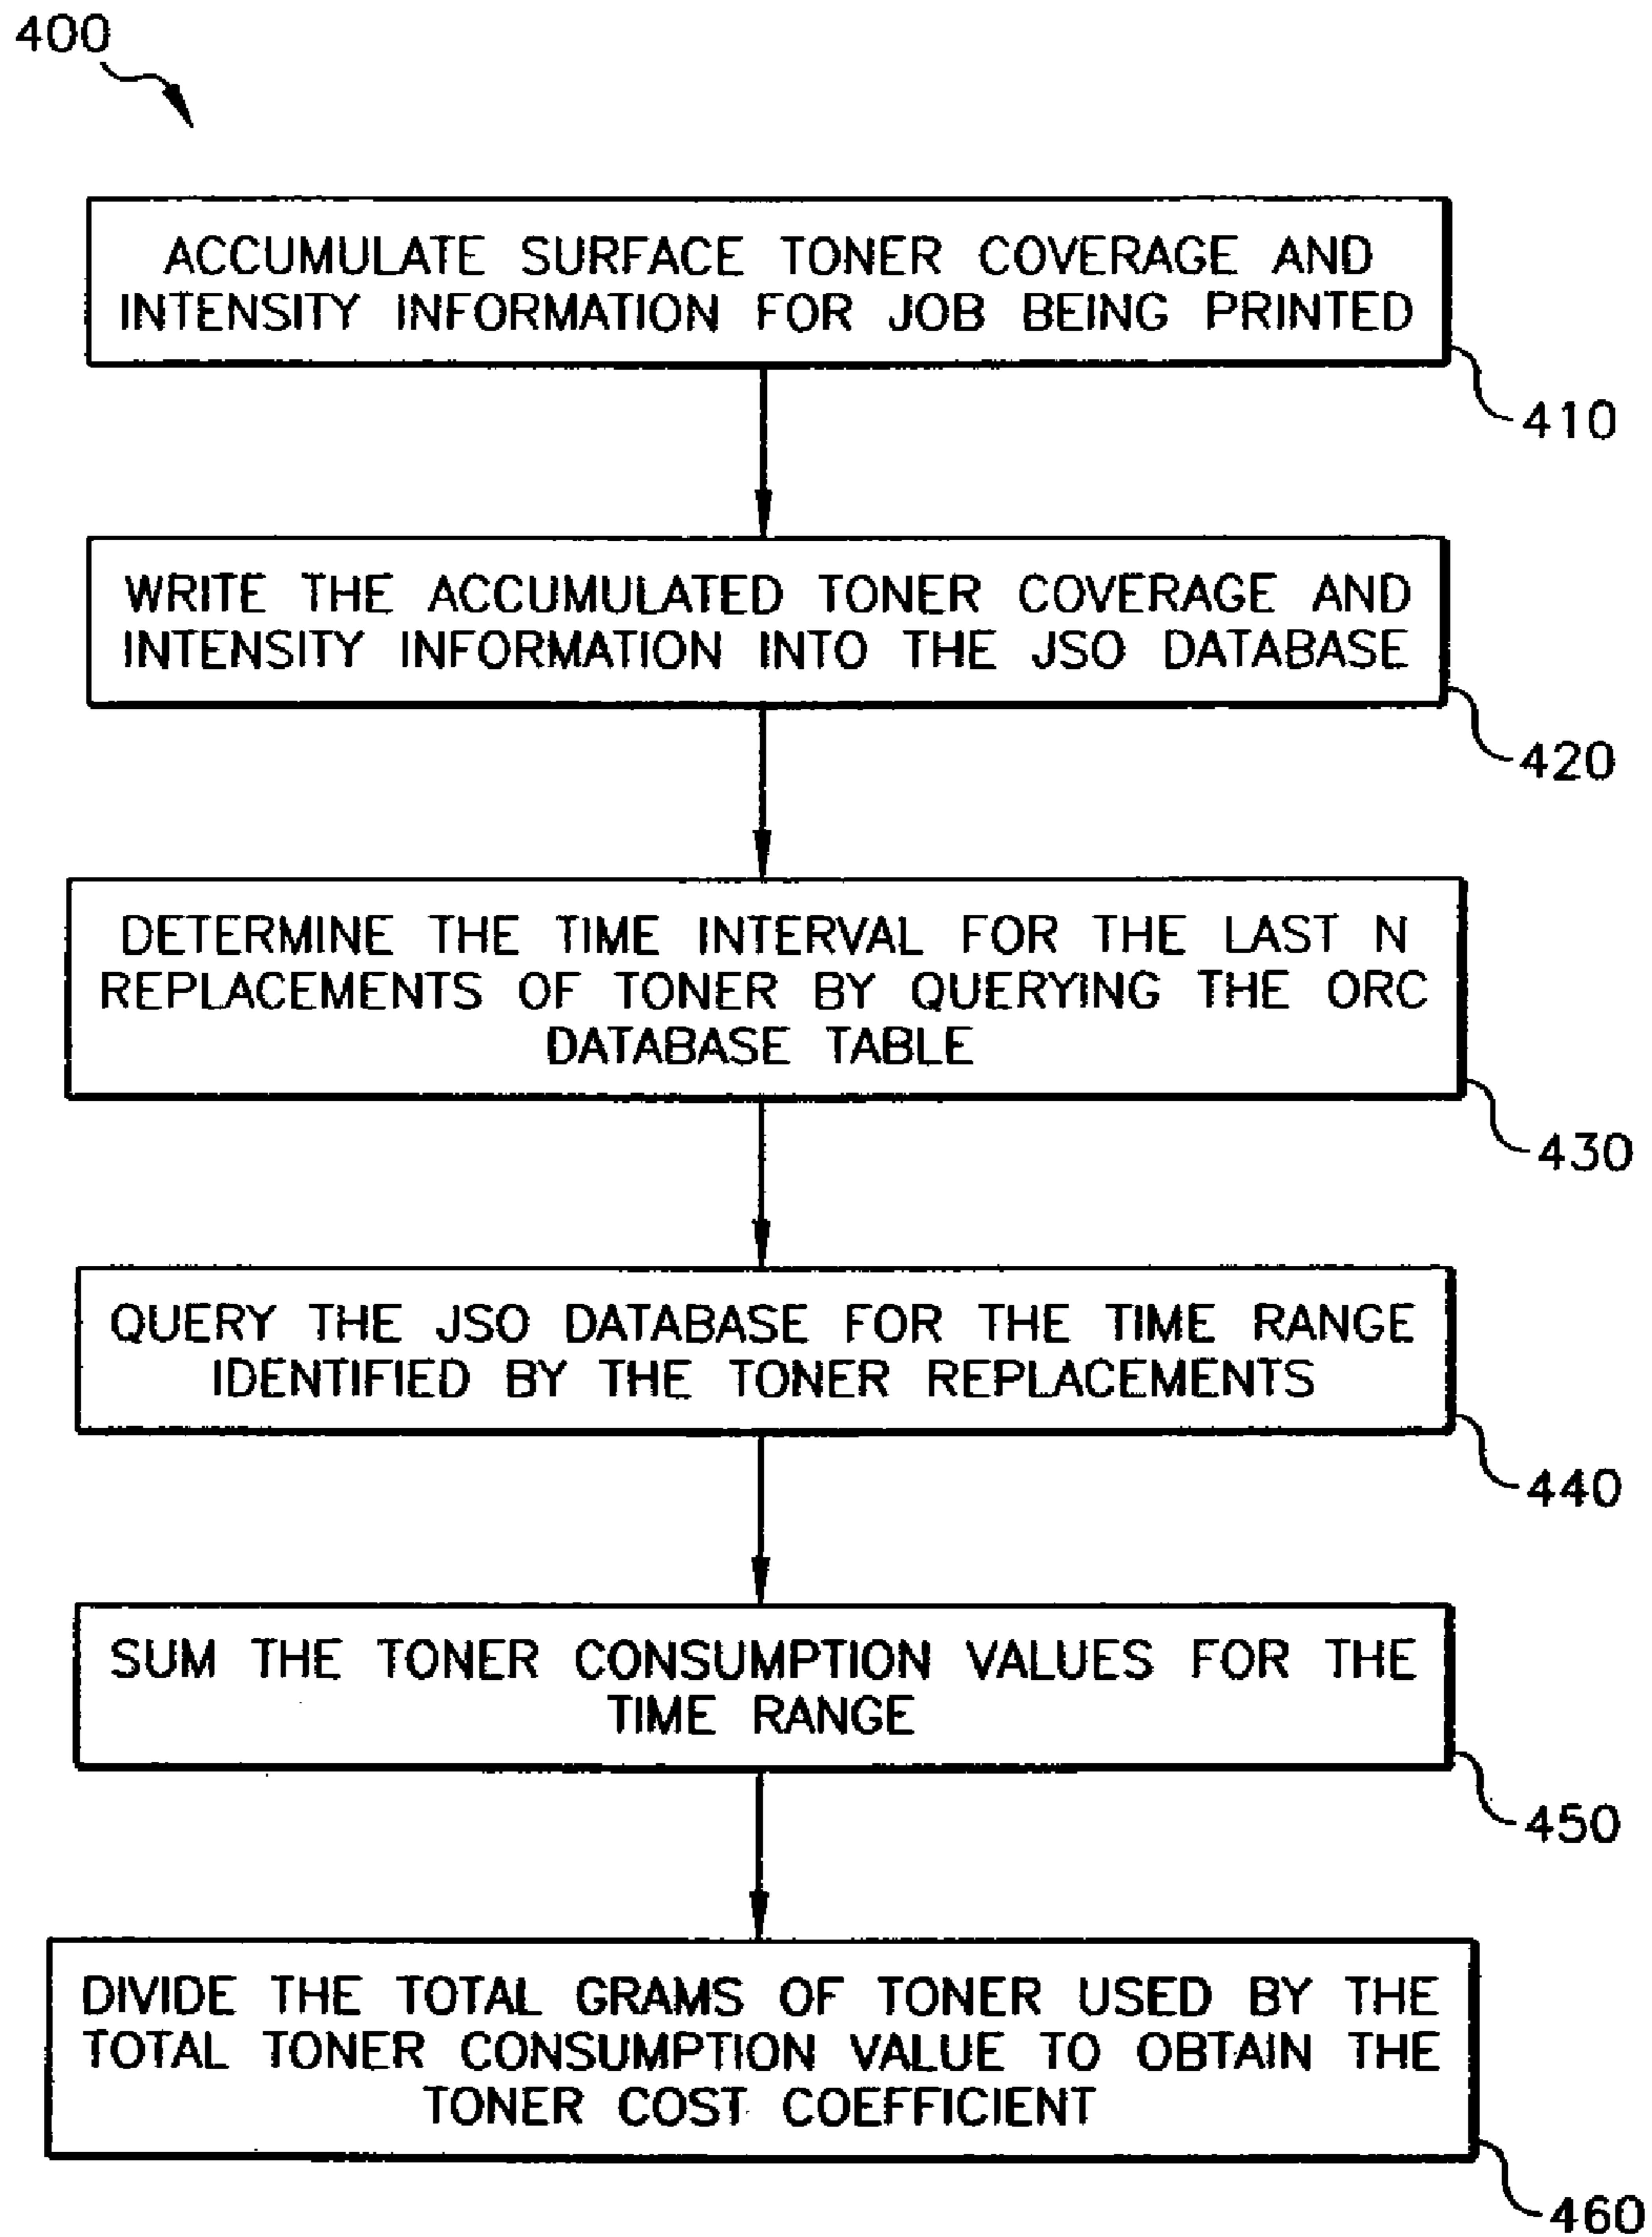 400
ACCUMULATE SURFACE TONER COVERAGE AND
INTENSITY INFORMATION FOR JOB BEING PRINTED
410
WRITE THE ACCUMULATED TONER COVERAGE AND
INTENSITY INFORMATION INTO THE JSO DATABASE
420
DETERMINE THE TIME INTERVAL FOR THE LAST N
REPLACEMENTS OF TONER BY QUERYING THE ORC
DATABASE TABLE
430
QUERY THE JSO DATABASE FOR THE TIME RANGE
IDENTIFIED BY THE TONER REPLACEMENTS
440
SUM THE TONER CONSUMPTION VALUES FOR THE
TIME RANGE
450
DIVIDE THE TOTAL GRAMS OF TONER USED BY THE
TOTAL TONER CONSUMPTION VALUE TO OBTAIN THE
TONER COST COEFFICIENT
460